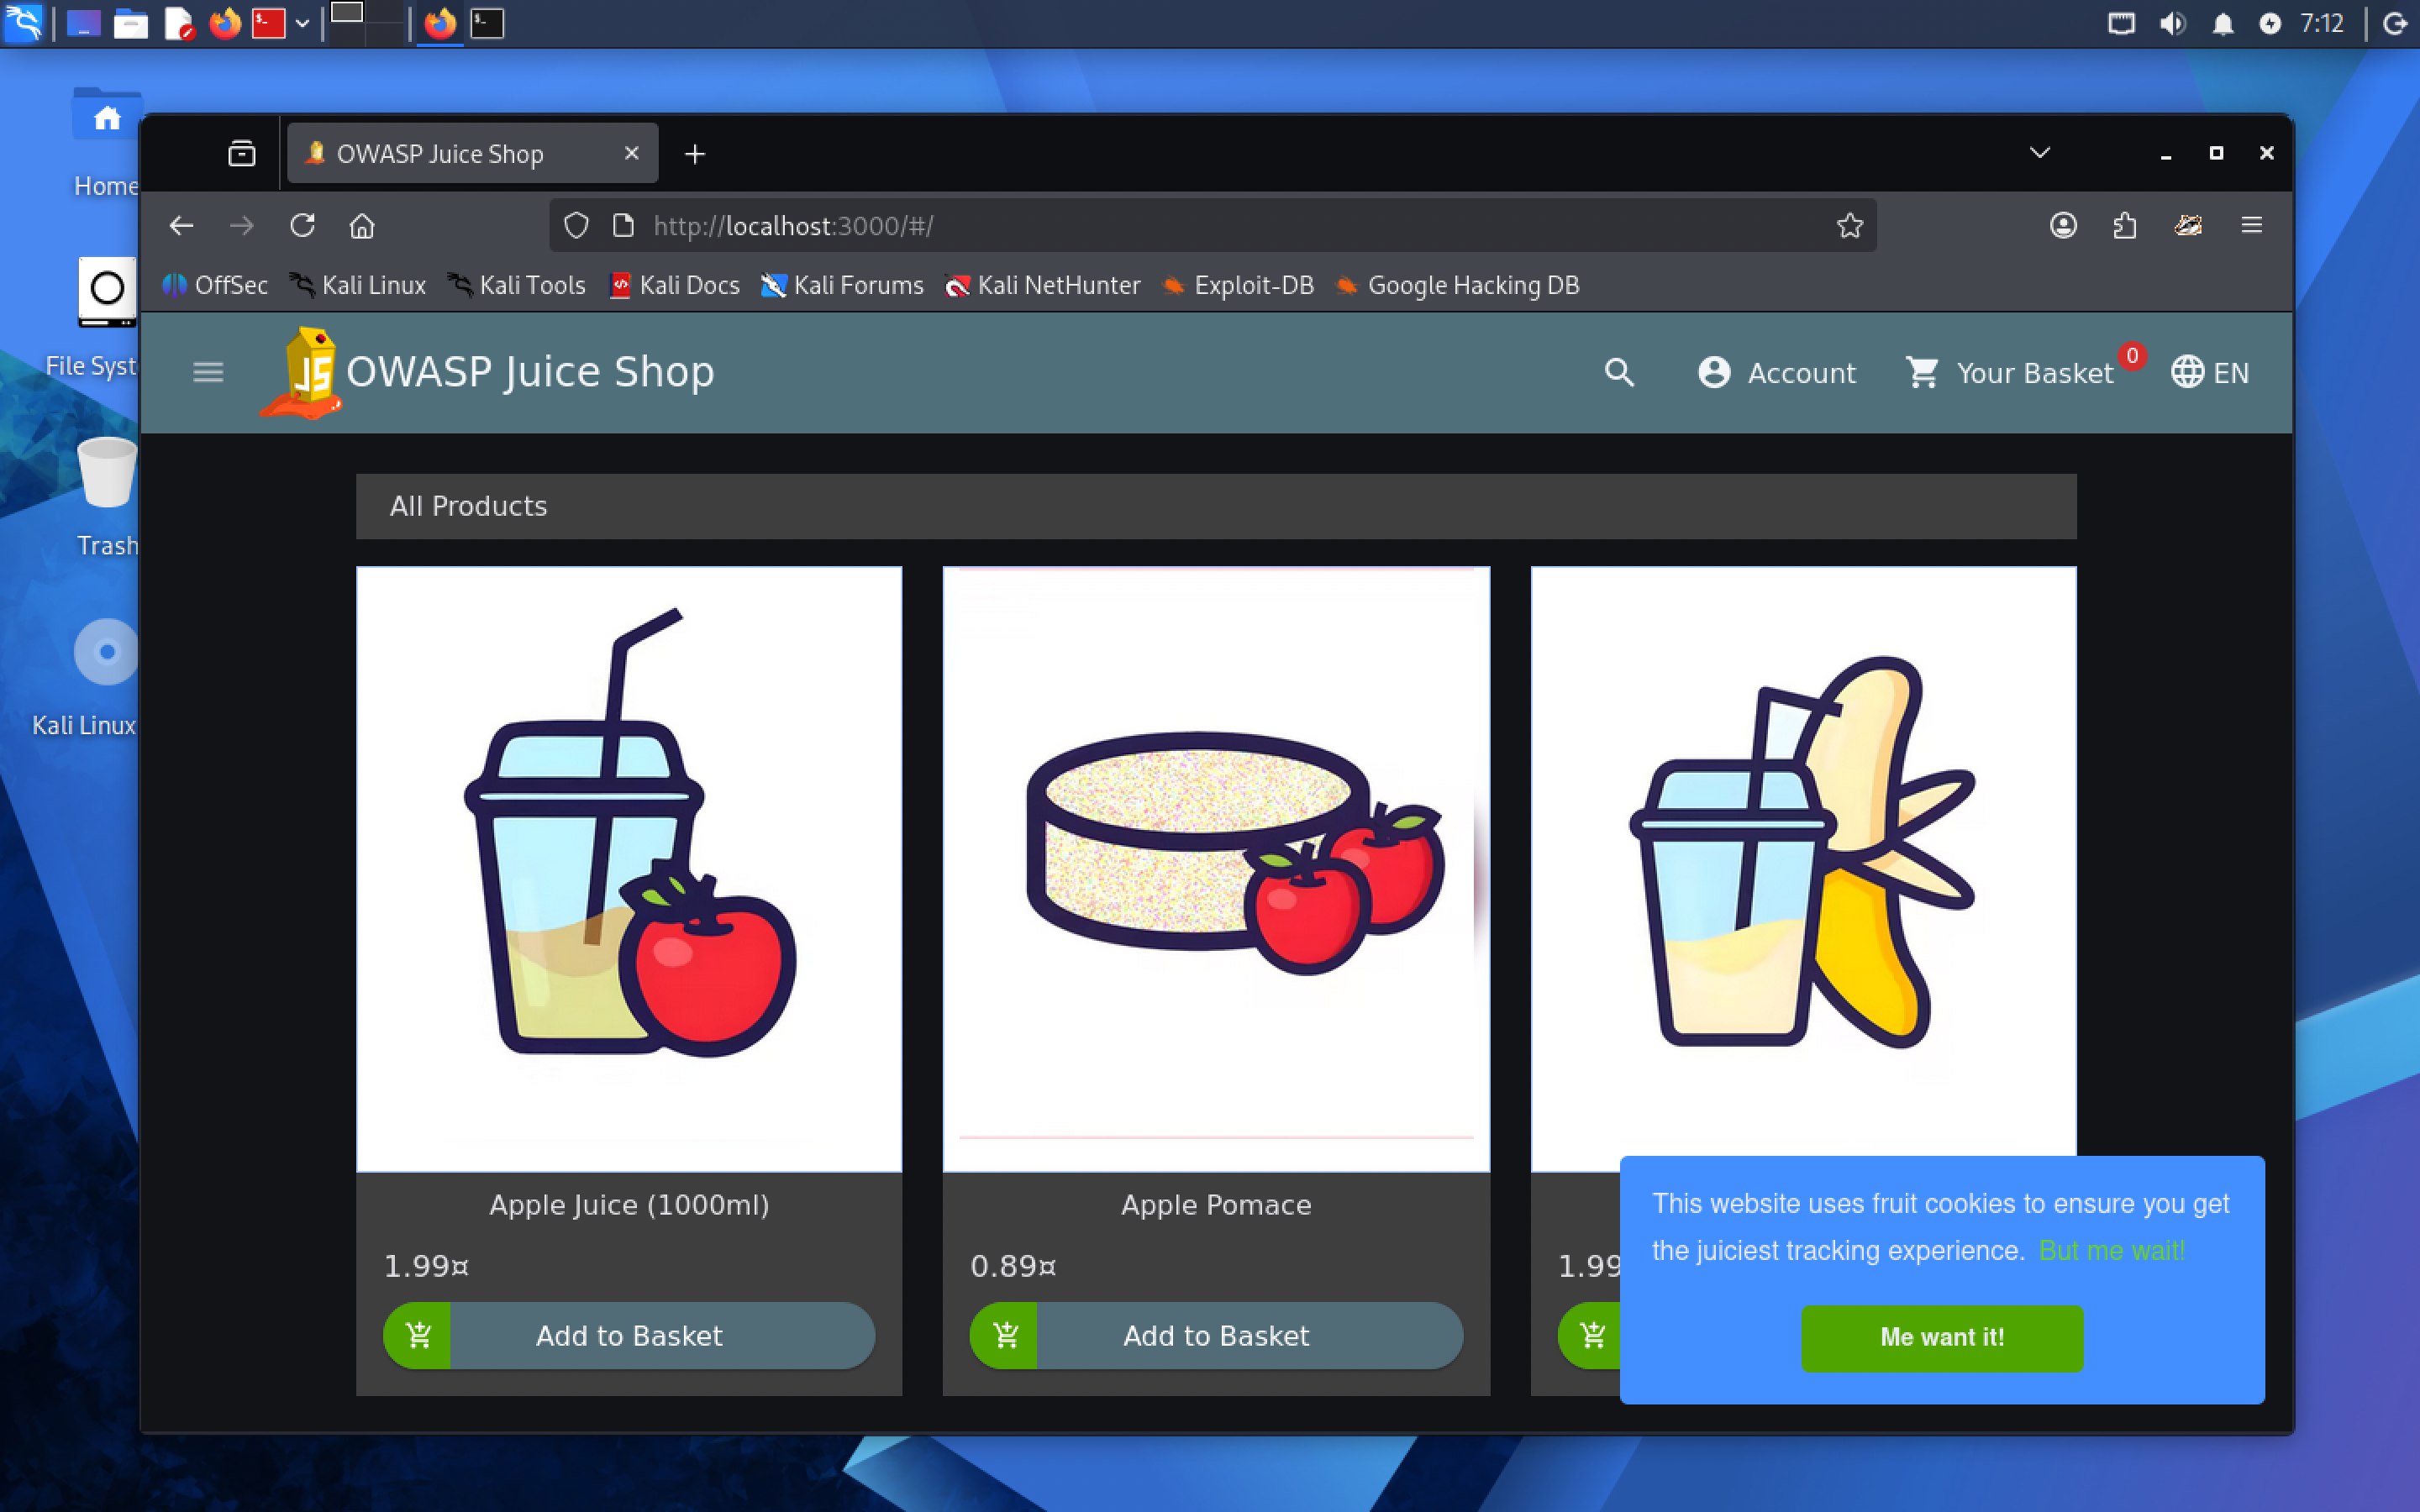 7:12
Home
File Syst
Trash
Kali Linux
OWASP Juice Shop
http://localhost:3000/#/
OffSec Kali Linux Kali Tools Kali Docs Kali Forums Kali NetHunter Exploit-DB Google Hacking DB
JS OWASP Juice Shop Account Your Basket 0 EN
All Products
Apple Juice (1000ml) Apple Pomace
1.99¤ 0.89¤ 1.99
Add to Basket Add to Basket
This website uses fruit cookies to ensure you get
the juiciest tracking experience. But me wait!
Me want it!